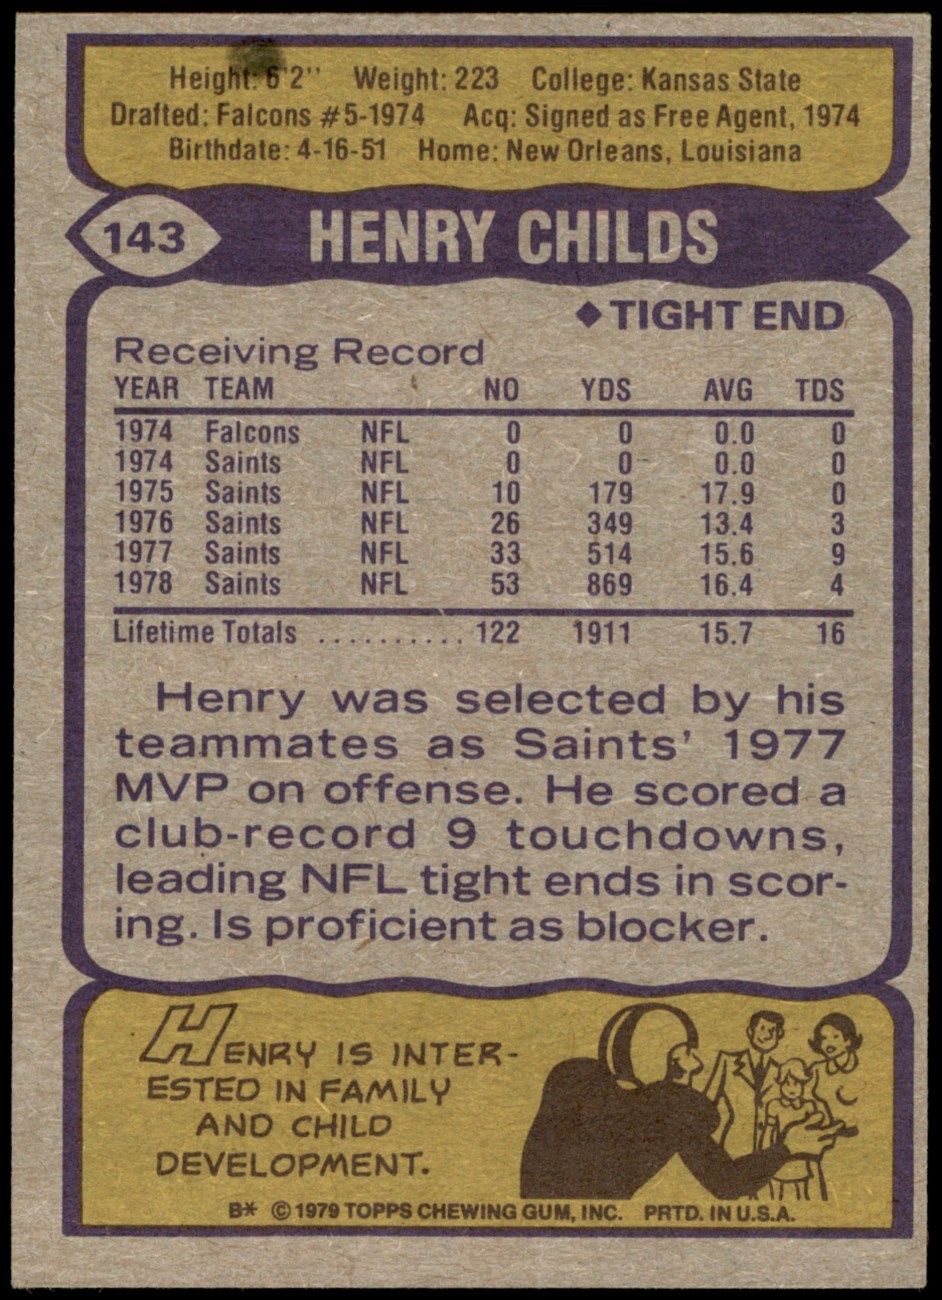 Height: 6'2" Weight: 223 College: Kansas State
Drafted: Falcons #5-1974 Acq: Signed as Free Agent, 1974
Birthdate: 4-16-51 Home: New Orleans, Louisiana
143 HENRY CHILDS
◆TIGHT END
Receiving Record
YEAR TEAM NO YDS AVG TDS
1974 Falcons NFL 0 0 0.0 0
1974 Saints NFL 0 0 0.0 0
1975 Saints NFL 10 179 17.9 0
1976 Saints NFL 26 349 13.4 3
1977 Saints NFL 33 514 15.6 9
1978 Saints NFL 53 869 16.4 4
Lifetime Totals .......... 122 1911 15.7 16
Henry was selected by his
teammates as Saints' 1977
MVP on offense. He scored a
club-record 9 touchdowns,
leading NFL tight ends in scor-
ing. Is proficient as blocker.
HENRY IS INTER-
ESTED IN FAMILY
AND CHILD
DEVELOPMENT.
B* © 1979 TOPPS CHEWING GUM, INC. PRTD. IN U.S.A.